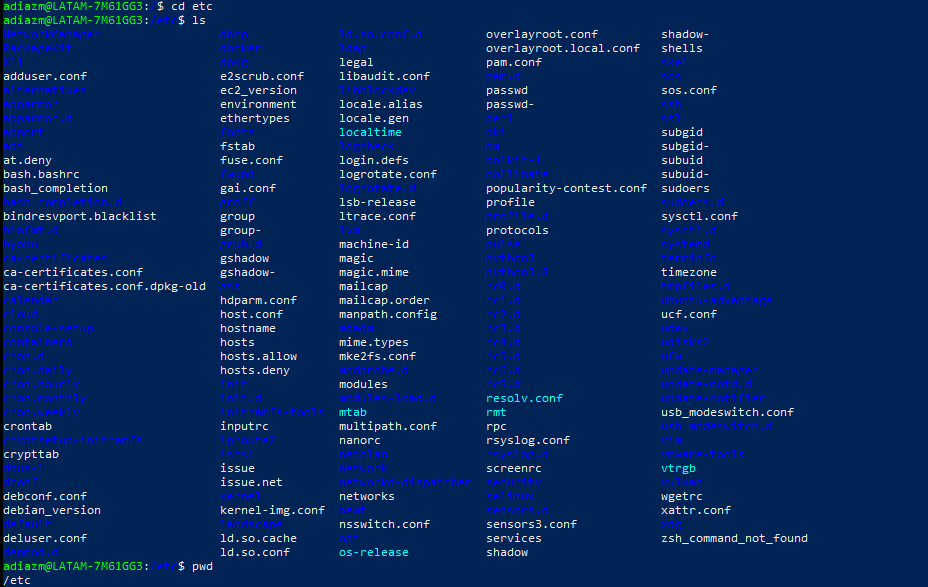 adiazm@LATAM-7M61GG3:/$ cd etc
adiazm@LATAM-7M61GG3:/etc$ ls
NetworkManager dhcp ld.so.conf.d overlayroot.conf shadow-
PackageKit docker ldap overlayroot.local.conf shells
X11 dpkg legal pam.conf skel
adduser.conf e2scrub.conf libaudit.conf pam.d sos
alternatives ec2_version libblockdev passwd sos.conf
apparmor environment locale.alias passwd- ssh
apparmor.d ethertypes locale.gen perl ssl
apport fonts localtime pki subgid
apt fstab logcheck pm subgid-
at.deny fuse.conf login.defs polkit-1 subuid
bash.bashrc fwupd logrotate.conf pollinate subuid-
bash_completion gai.conf logrotate.d popularity-contest.conf sudoers
bash_completion.d groff lsb-release profile sudoers.d
bindresvport.blacklist group ltrace.conf profile.d sysctl.conf
binfmt.d group- lvm protocols sysctl.d
byobu grub.d machine-id pulse systemd
ca-certificates gshadow magic python3 terminfo
ca-certificates.conf gshadow- magic.mime python3.8 timezone
ca-certificates.conf.dpkg-old gss mailcap rc0.d tmpfiles.d
calendar hdparm.conf mailcap.order rc1.d ubuntu-advantage
cloud host.conf manpath.config rc2.d ucf.conf
console-setup hostname mdadm rc3.d udev
containerd hosts mime.types rc4.d udisks2
cron.d hosts.allow mke2fs.conf rc5.d ufw
cron.daily hosts.deny modprobe.d rc6.d update-manager
cron.hourly init modules rcS.d update-motd.d
cron.monthly init.d modules-load.d resolv.conf update-notifier
cron.weekly initramfs-tools mtab rmt usb_modeswitch.conf
crontab inputrc multipath.conf rpc usb_modeswitch.d
cryptsetup-initramfs iproute2 nanorc rsyslog.conf vim
crypttab iscsi netplan rsyslog.d vmware-tools
dbus-1 issue network screenrc vtrgb
dconf issue.net networkd-dispatcher security vulkan
debconf.conf kernel networks selinux wgetrc
debian_version kernel-img.conf newt sensors.d xattr.conf
default landscape nsswitch.conf sensors3.conf xdg
deluser.conf ld.so.cache opt services zsh_command_not_found
depmod.d ld.so.conf os-release shadow
adiazm@LATAM-7M61GG3:/etc$ pwd
/etc